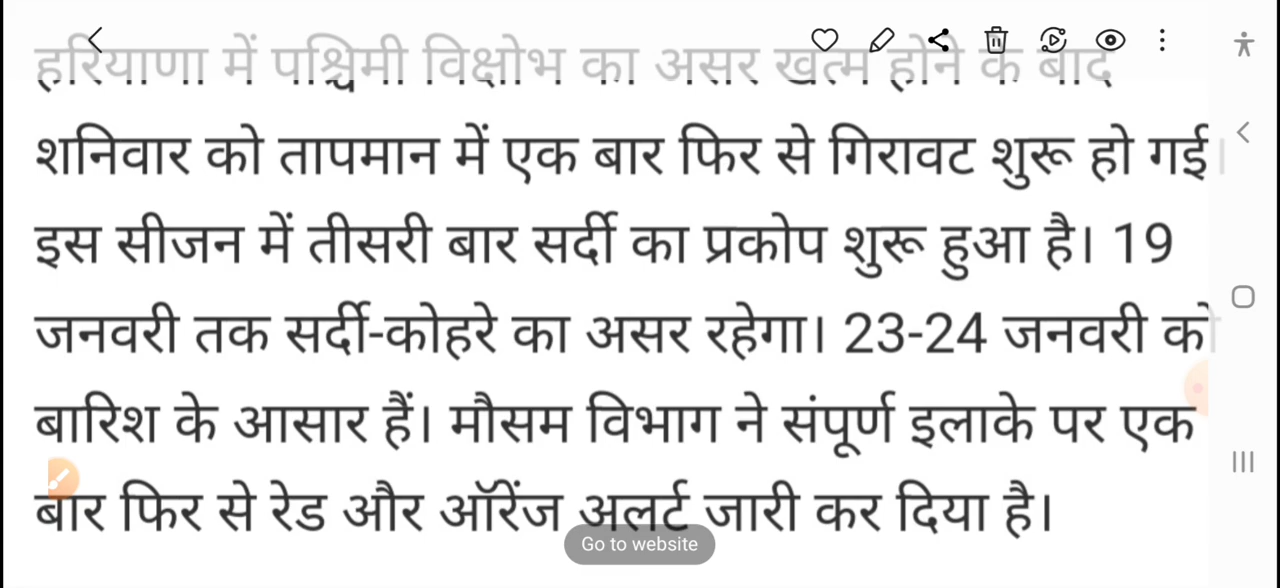 हरियाणा में पश्चिमी विक्षोभ का असर खत्म होने के बाद
शनिवार को तापमान में एक बार फिर से गिरावट शुरू हो गई।
इस सीजन में तीसरी बार सर्दी का प्रकोप शुरू हुआ है। 19
जनवरी तक सर्दी-कोहरे का असर रहेगा। 23-24 जनवरी को
बारिश के आसार हैं। मौसम विभाग ने संपूर्ण इलाके पर एक
बार फिर से रेड और ऑरेंज अलर्ट जारी कर दिया है।
Go to website